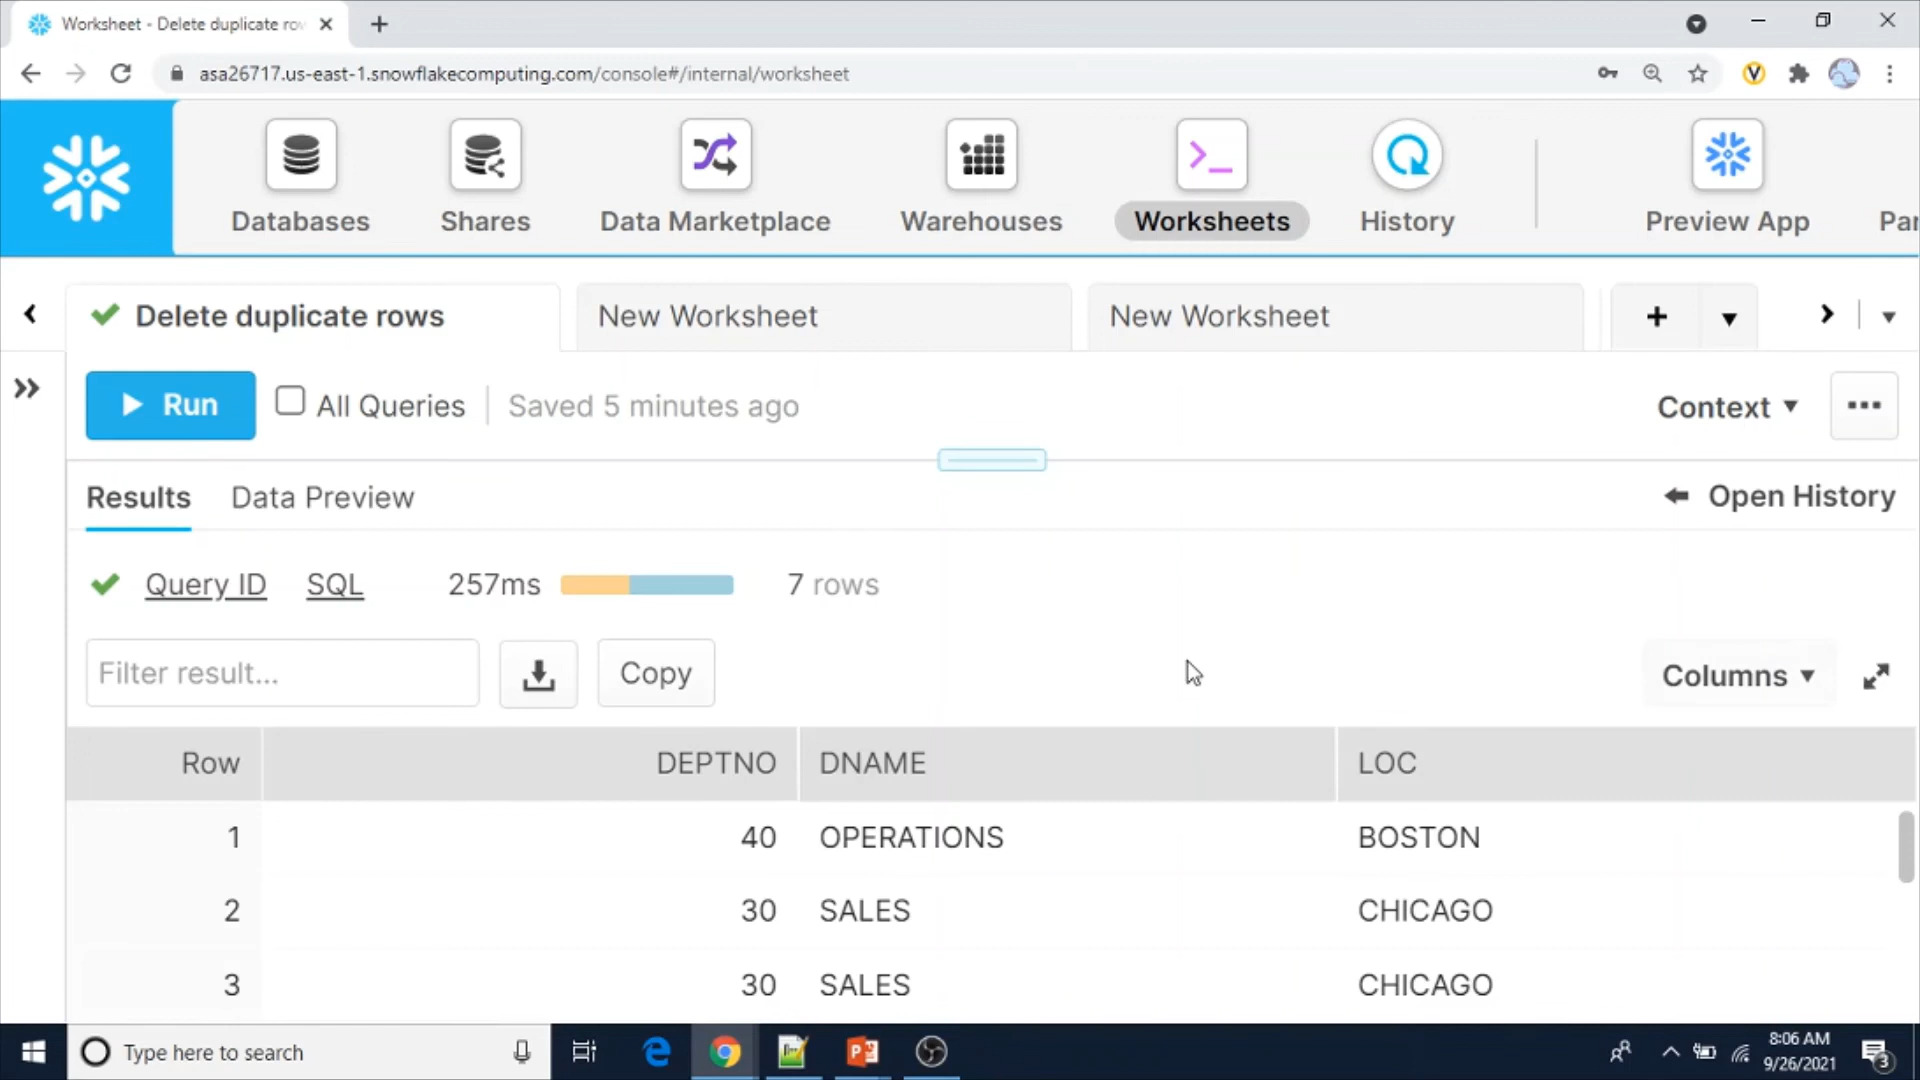 Worksheet - Delete duplicate rov
asa26717.us-east-1.snowflakecomputing.com/console#/internal/worksheet
Databases
Shares
Data Marketplace
Warehouses
Worksheets
History
Preview App
Par
Delete duplicate rows
New Worksheet
New Worksheet
Run
All Queries
Saved 5 minutes ago
Context
Results
Data Preview
Open History
Query ID
SQL
257ms
7 rows
Filter result...
Copy
Columns
Row DEPTNO DNAME LOC
1 40 OPERATIONS BOSTON
2 30 SALES CHICAGO
3 30 SALES CHICAGO
Type here to search
8:06 AM
9/26/2021
3